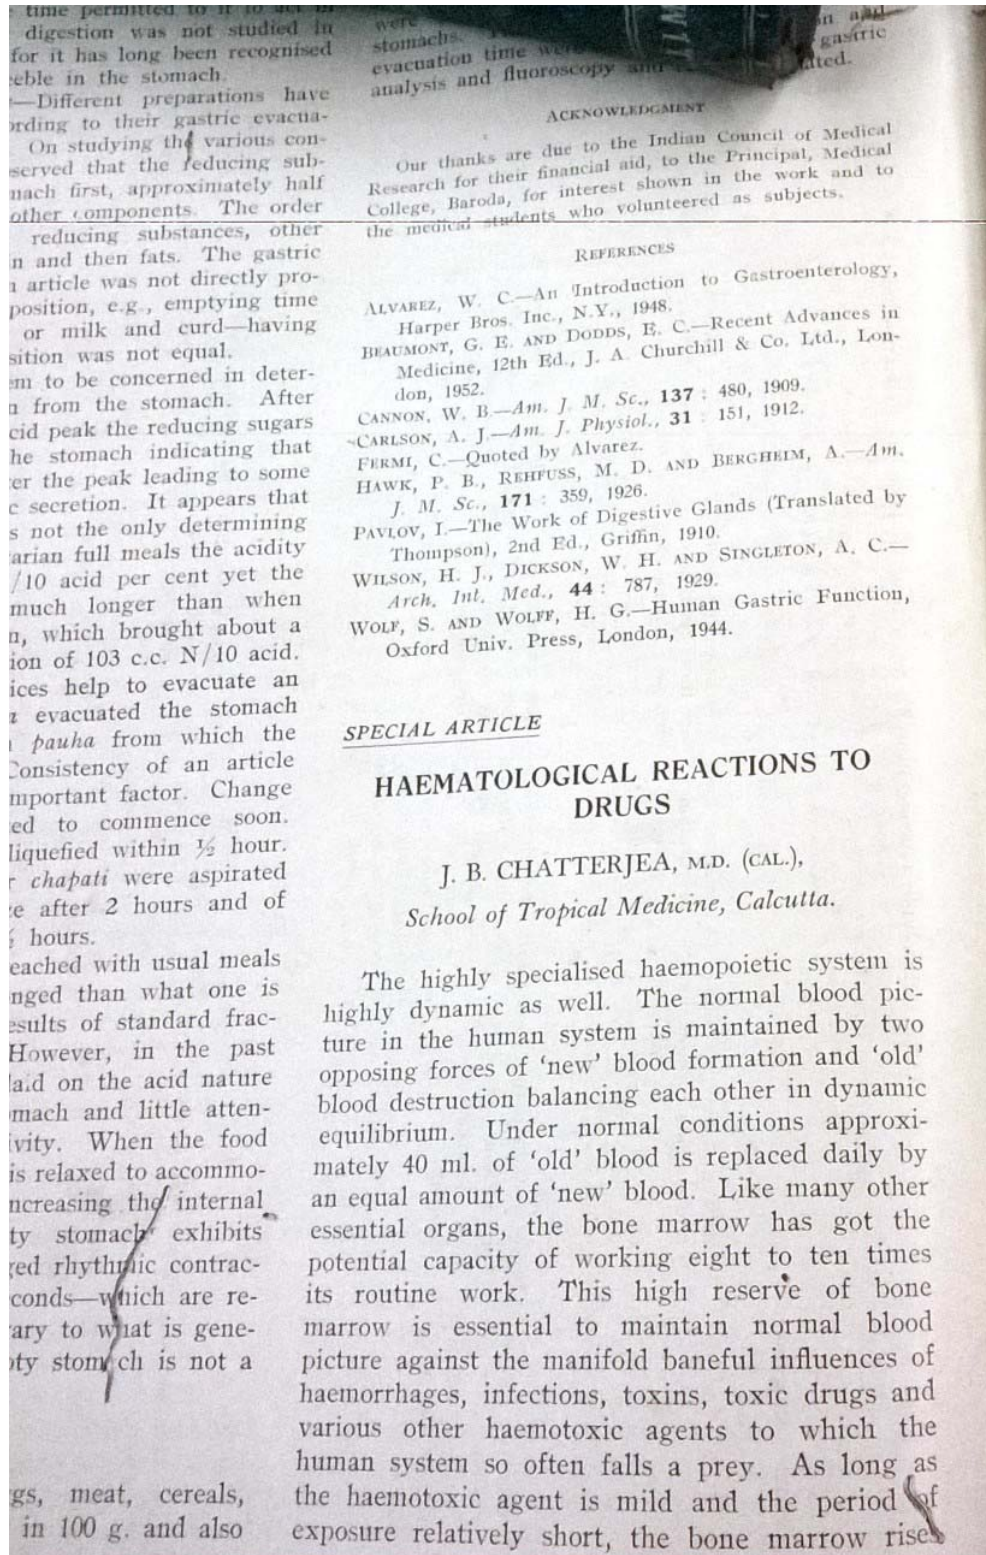 time permitted to it to act in
digestion was not studied in
for it has long been recognised
eble in the stomach.
—Different preparations have
ording to their gastric evacua-
On studying the various con-
served that the reducing sub-
nach first, approximately half
other components. The order
reducing substances, other
n and then fats. The gastric
article was not directly pro-
position, e.g., emptying time
or milk and curd—having
sition was not equal.
em to be concerned in deter-
n from the stomach. After
cid peak the reducing sugars
he stomach indicating that
er the peak leading to some
c secretion. It appears that
s not the only determining
arian full meals the acidity
/10 acid per cent yet the
much longer than when
n, which brought about a
ion of 103 c.c. N/10 acid.
ices help to evacuate an
evacuated the stomach
pauha from which the
Consistency of an article
mportant factor. Change
ed to commence soon.
liquefied within ½ hour.
r chapati were aspirated
e after 2 hours and of
hours.
eached with usual meals
nged than what one is
esults of standard frac-
However, in the past
aid on the acid nature
mach and little atten-
ivity. When the food
is relaxed to accommo-
ncreasing the internal
ty stomach exhibits
ged rhythmic contrac-
conds—which are re-
ary to what is gene-
ty stomach is not a
gs, meat, cereals,
in 100 g. and also
were
stomachs. and
evacuation time were gastric
analysis and fluoroscopy
ACKNOWLEDGMENT
Our thanks are due to the Indian Council of Medical
Research for their financial aid, to the Principal, Medical
College, Baroda, for interest shown in the work and to
the medical students who volunteered as subjects.
REFERENCES
ALVAREZ, W. C.—An Introduction to Gastroenterology,
Harper Bros. Inc., N.Y., 1948.
BEAUMONT, G. E. AND DODDS, E. C.—Recent Advances in
Medicine, 12th Ed., J. A. Churchill & Co. Ltd., Lon-
don, 1952.
CANNON, W. B.—Am. J. M. Sc., 137 : 480, 1909.
CARLSON, A. J.—Am. J. Physiol., 31 : 151, 1912.
FERMI, C.—Quoted by Alvarez.
HAWK, P. B., REHFUSS, M. D. AND BERGHEIM, A.—Am.
J. M. Sc., 171 : 359, 1926.
PAVLOV, I.—The Work of Digestive Glands (Translated by
Thompson), 2nd Ed., Griffin, 1910.
WILSON, H. J., DICKSON, W. H. AND SINGLETON, A. C.—
Arch. Int. Med., 44 : 787, 1929.
WOLF, S. AND WOLFF, H. G.—Human Gastric Function,
Oxford Univ. Press, London, 1944.
SPECIAL ARTICLE
HAEMATOLOGICAL REACTIONS TO
DRUGS
J. B. CHATTERJEA, M.D. (CAL.),
School of Tropical Medicine, Calcutta.
The highly specialised haemopoietic system is
highly dynamic as well. The normal blood pic-
ture in the human system is maintained by two
opposing forces of ‘new’ blood formation and ‘old’
blood destruction balancing each other in dynamic
equilibrium. Under normal conditions approxi-
mately 40 ml. of ‘old’ blood is replaced daily by
an equal amount of ‘new’ blood. Like many other
essential organs, the bone marrow has got the
potential capacity of working eight to ten times
its routine work. This high reserve of bone
marrow is essential to maintain normal blood
picture against the manifold baneful influences of
haemorrhages, infections, toxins, toxic drugs and
various other haemotoxic agents to which the
human system so often falls a prey. As long as
the haemotoxic agent is mild and the period of
exposure relatively short, the bone marrow rises